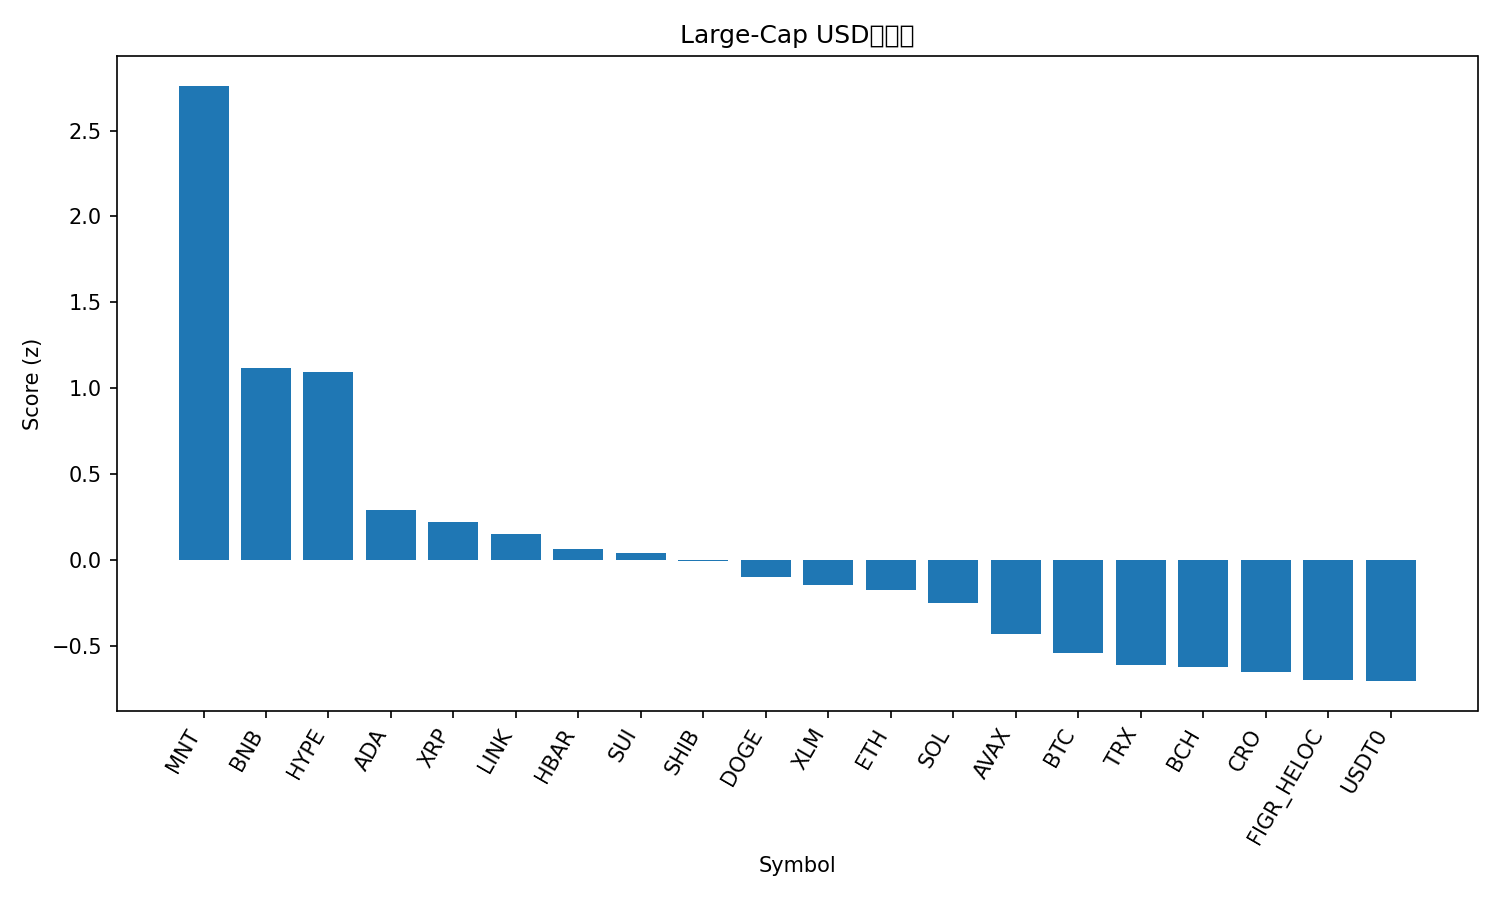 Large-Cap USD
Score (z)
2.5
2.0
1.5
1.0
0.5
0.0
−0.5
MNT
BNB
HYPE
ADA
XRP
LINK
HBAR
SUI
SHIB
DOGE
XLM
ETH
SOL
AVAX
BTC
TRX
BCH
CRO
FIGR_HELOC
USDT0
Symbol